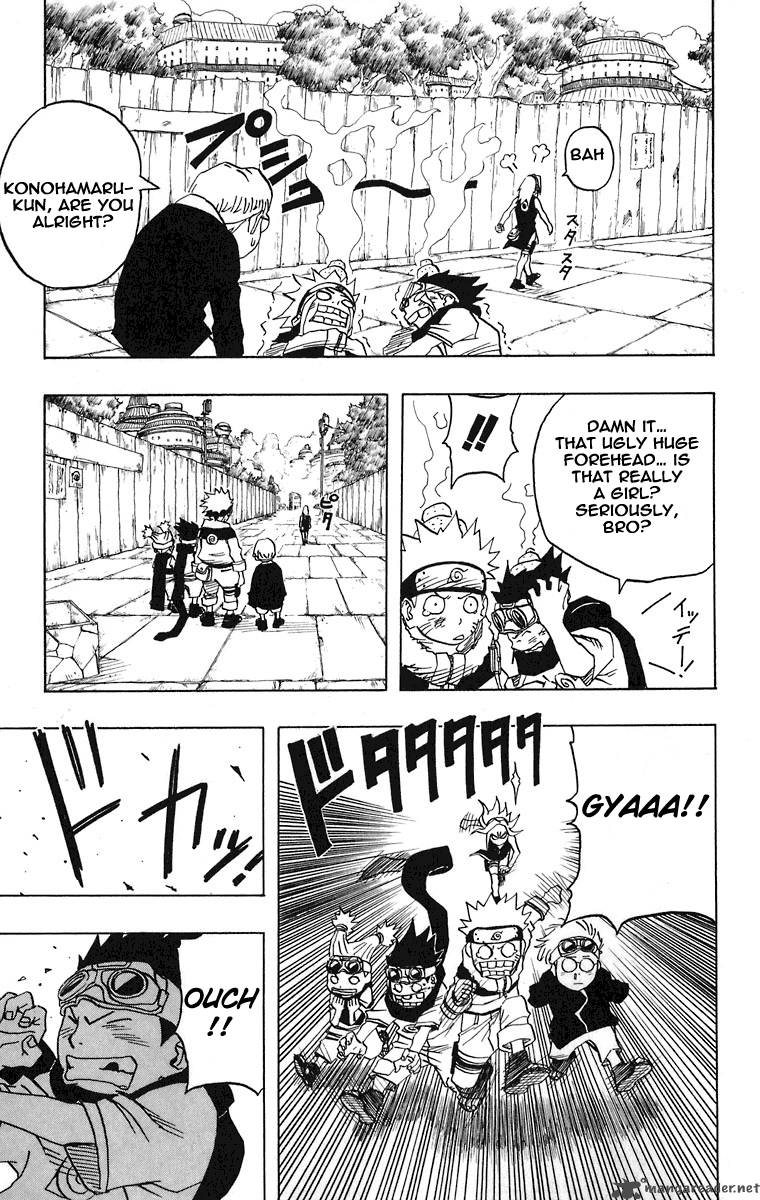 BAH
スタスタ
プシ〜
KONOHAMARU-
KUN, ARE YOU
ALRIGHT?
DAMN IT...
THAT UGLY HUGE
FOREHEAD... IS
THAT REALLY
A GIRL?
SERIOUSLY,
BRO?
!!
イッテー
ピタ
GYAAA!!
ドタタタタタ
ドカッ!
OUCH
!!
mangareader.net